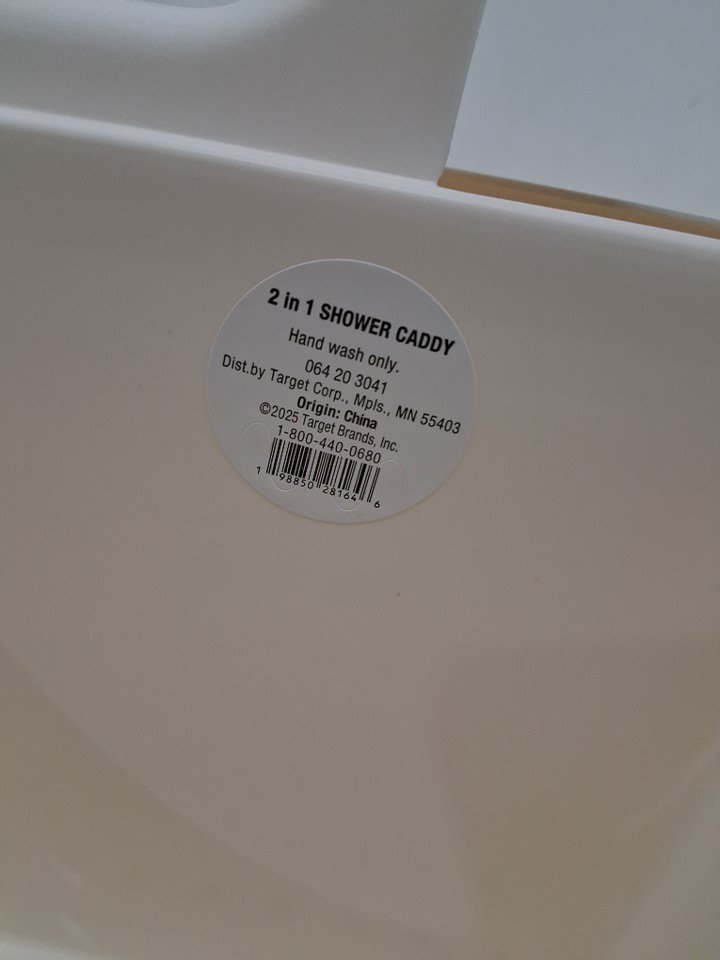 2 in 1 SHOWER CADDY
Hand wash only.
064 20 3041
Dist.by Target Corp., Mpls., MN 55403
Origin: China
©2025 Target Brands, Inc.
1-800-440-0680
1 98850 28164 6